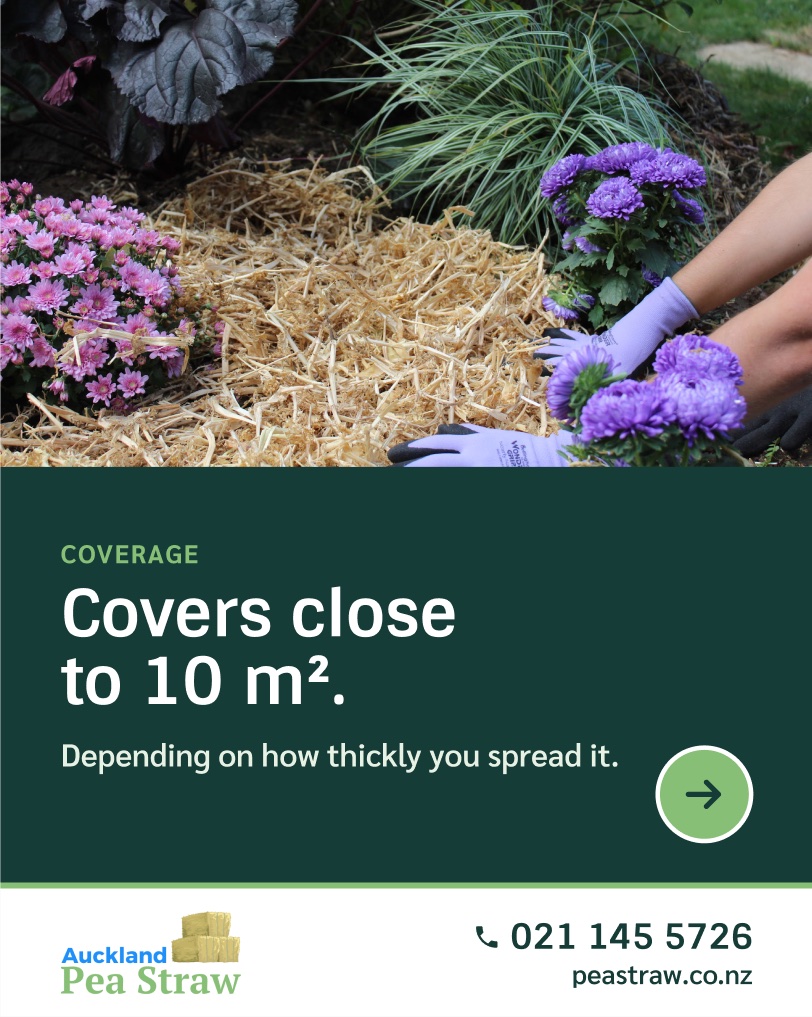 COVERAGE
Covers close
to 10 m².
Depending on how thickly you spread it.
Auckland
Pea Straw
021 145 5726
peastraw.co.nz